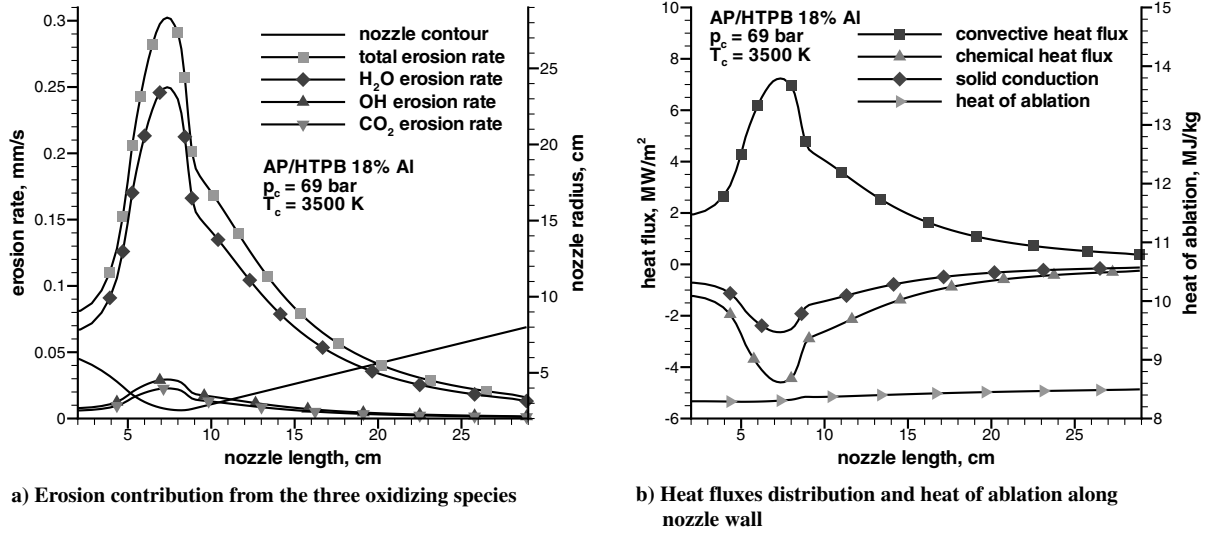 0.3
0.25
0.2
0.15
0.1
0.05
0
erosion rate, mm/s
nozzle contour
total erosion rate
H2O erosion rate
OH erosion rate
CO2 erosion rate
AP/HTPB 18% Al
pc = 69 bar
Tc = 3500 K
25
20
15
10
5
nozzle radius, cm
5 10 15 20 25
nozzle length, cm
a) Erosion contribution from the three oxidizing species
10
8
6
4
2
0
-2
-4
-6
heat flux, MW/m2
AP/HTPB 18% Al
pc = 69 bar
Tc = 3500 K
convective heat flux
chemical heat flux
solid conduction
heat of ablation
15
14
13
12
11
10
9
8
heat of ablation, MJ/kg
5 10 15 20 25
nozzle length, cm
b) Heat fluxes distribution and heat of ablation along
nozzle wall